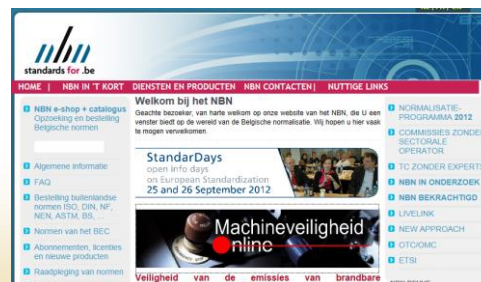 nbn
standards for .be
HOME | NBN IN 'T KORT DIENSTEN EN PRODUCTEN NBN CONTACTEN | NUTTIGE LINKS
NBN e-shop + catalogus
Opzoeking en bestelling
Belgische normen
Algemene informatie
FAQ
Bestelling buitenlandse
normen ISO, DIN, NF,
NEN, ASTM, BS, ...
Normen van het BEC
Abonnementen, licenties
en nieuwe producten
Raadpleging van normen
Welkom bij het NBN
Geachte bezoeker, van harte welkom op onze website van het NBN, die U een
venster biedt op de wereld van de Belgische normalisatie. Wij hopen u hier vaak
te mogen verwelkomen.
StandarDays
open info days
on European Standardization
25 and 26 September 2012
Machineveiligheid
Online
Veiligheid van de emissies van brandbare
NORMALISATIE-
PROGRAMMA 2012
COMMISSIES ZONDE
SECTORALE
OPERATOR
TC ZONDER EXPERTS
NBN IN ONDERZOEK
NBN BEKRACHTIGD
LIVELINK
NEW APPROACH
OTC/OMC
ETSI